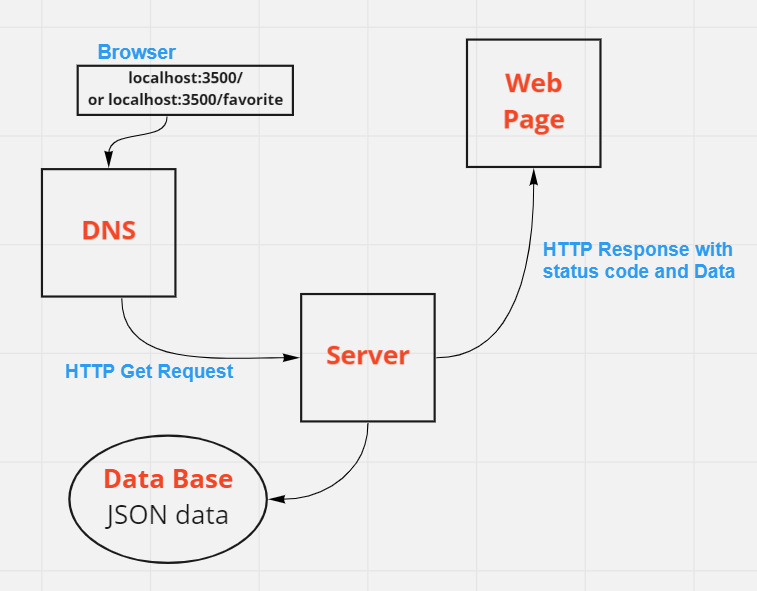 Browser
localhost:3500/
or localhost:3500/favorite
Web
Page
DNS
HTTP Response with
status code and Data
Server
HTTP Get Request
Data Base
JSON data